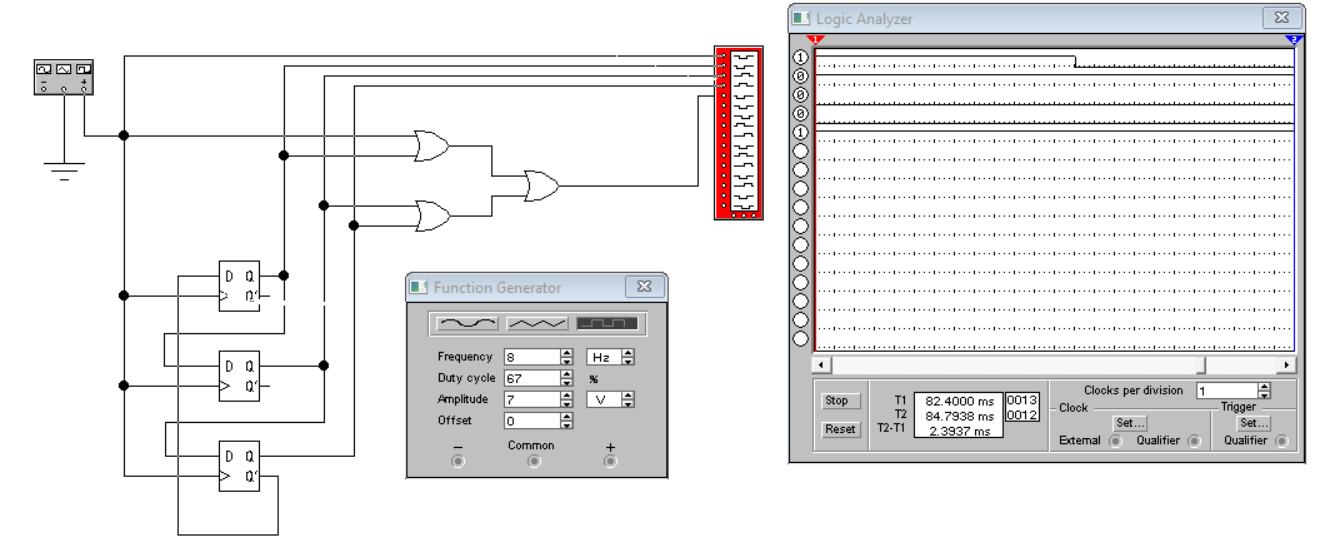 Logic Analyzer
1 2
1
0
0
0
1
D Q
Q'
D Q
Q'
D Q
Q'
Function Generator
Frequency 8 Hz
Duty cycle 67 %
Amplitude 7 V
Offset 0
− Common +
Clocks per division 1
Stop
Reset
T1 82.4000 ms 0013
T2 84.7938 ms 0012
T2-T1 2.3937 ms
Clock
Set...
External Qualifier
Trigger
Set...
Qualifier